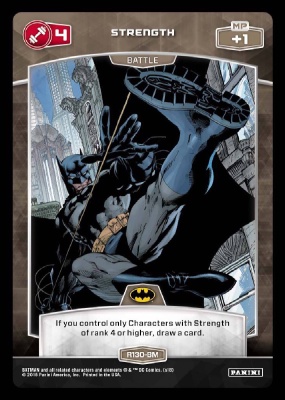 4
STRENGTH
MP
+1
BATTLE
If you control only Characters with Strength
of rank 4 or higher, draw a card.
R130-BM
BATMAN and all related characters and elements © & ™ DC Comics. (s19)
© 2019 Panini America, Inc. Printed in the USA.
PANINI